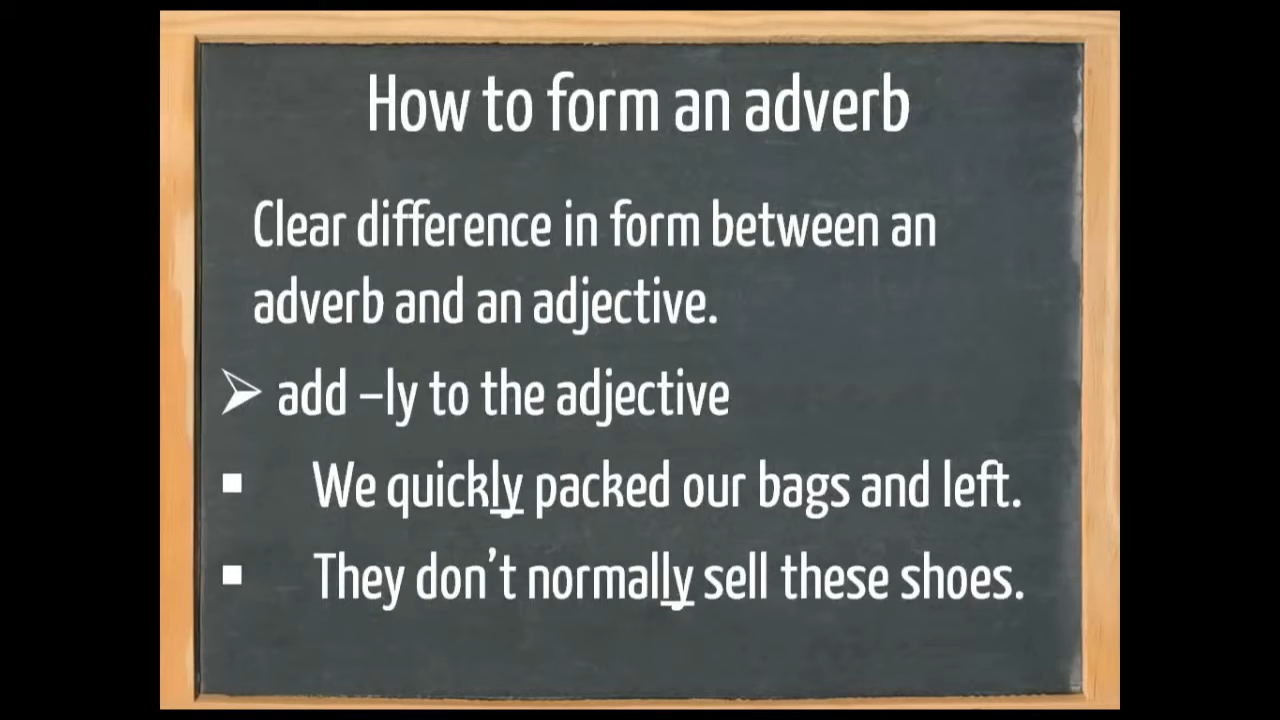 How to form an adverb
Clear difference in form between an
adverb and an adjective.
➢ add –ly to the adjective
▪ We quickly packed our bags and left.
▪ They don’t normally sell these shoes.